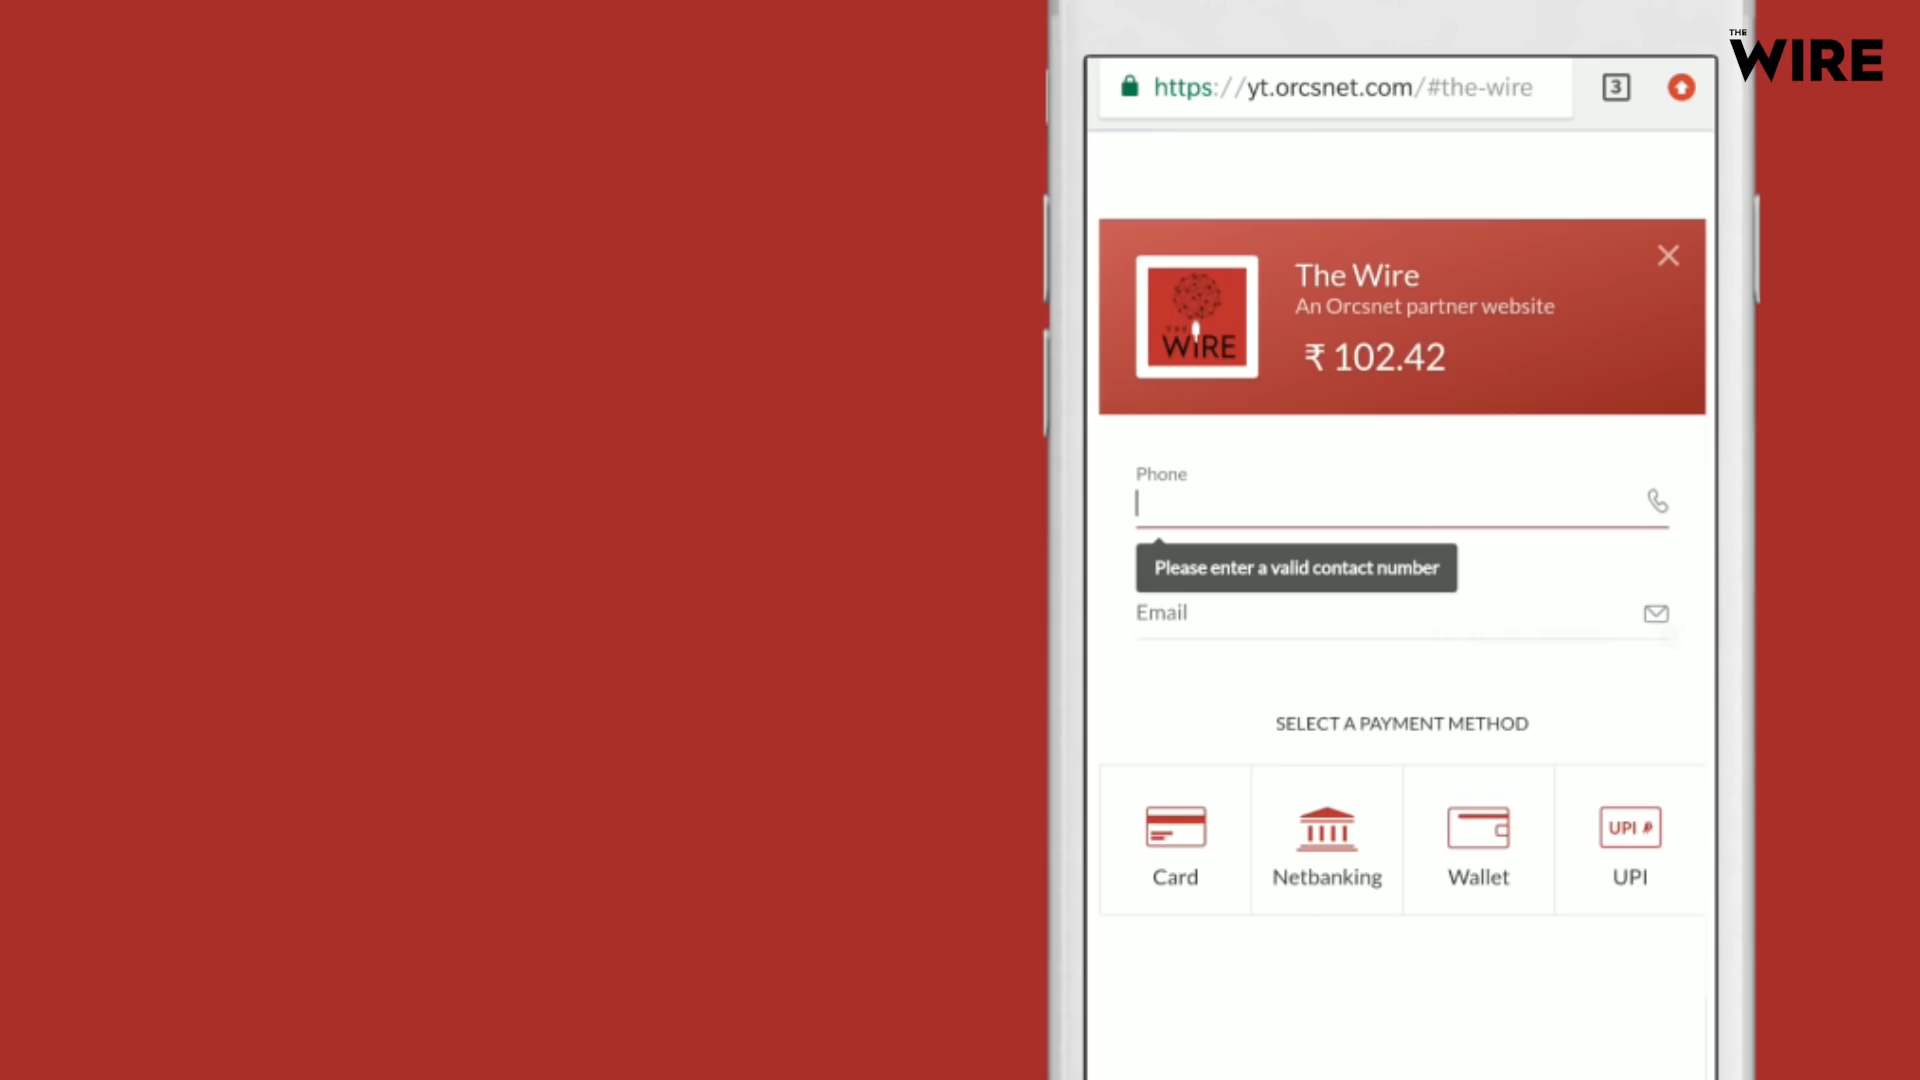 THE
WIRE
https://yt.orcsnet.com/#the-wire
3
The Wire
An Orcsnet partner website
₹ 102.42
THE
WIRE
Phone
Please enter a valid contact number
Email
SELECT A PAYMENT METHOD
UPI
Card
Netbanking
Wallet
UPI